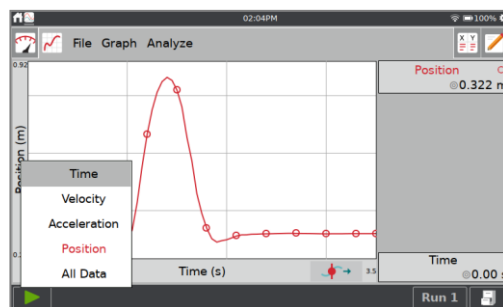 02:04PM
100%
File Graph Analyze
X Y
0.92
Position (m)
Position
0.322 m
Time
Velocity
Acceleration
Position
All Data
Time (s)
3.5
Time
0.00 s
Run 1